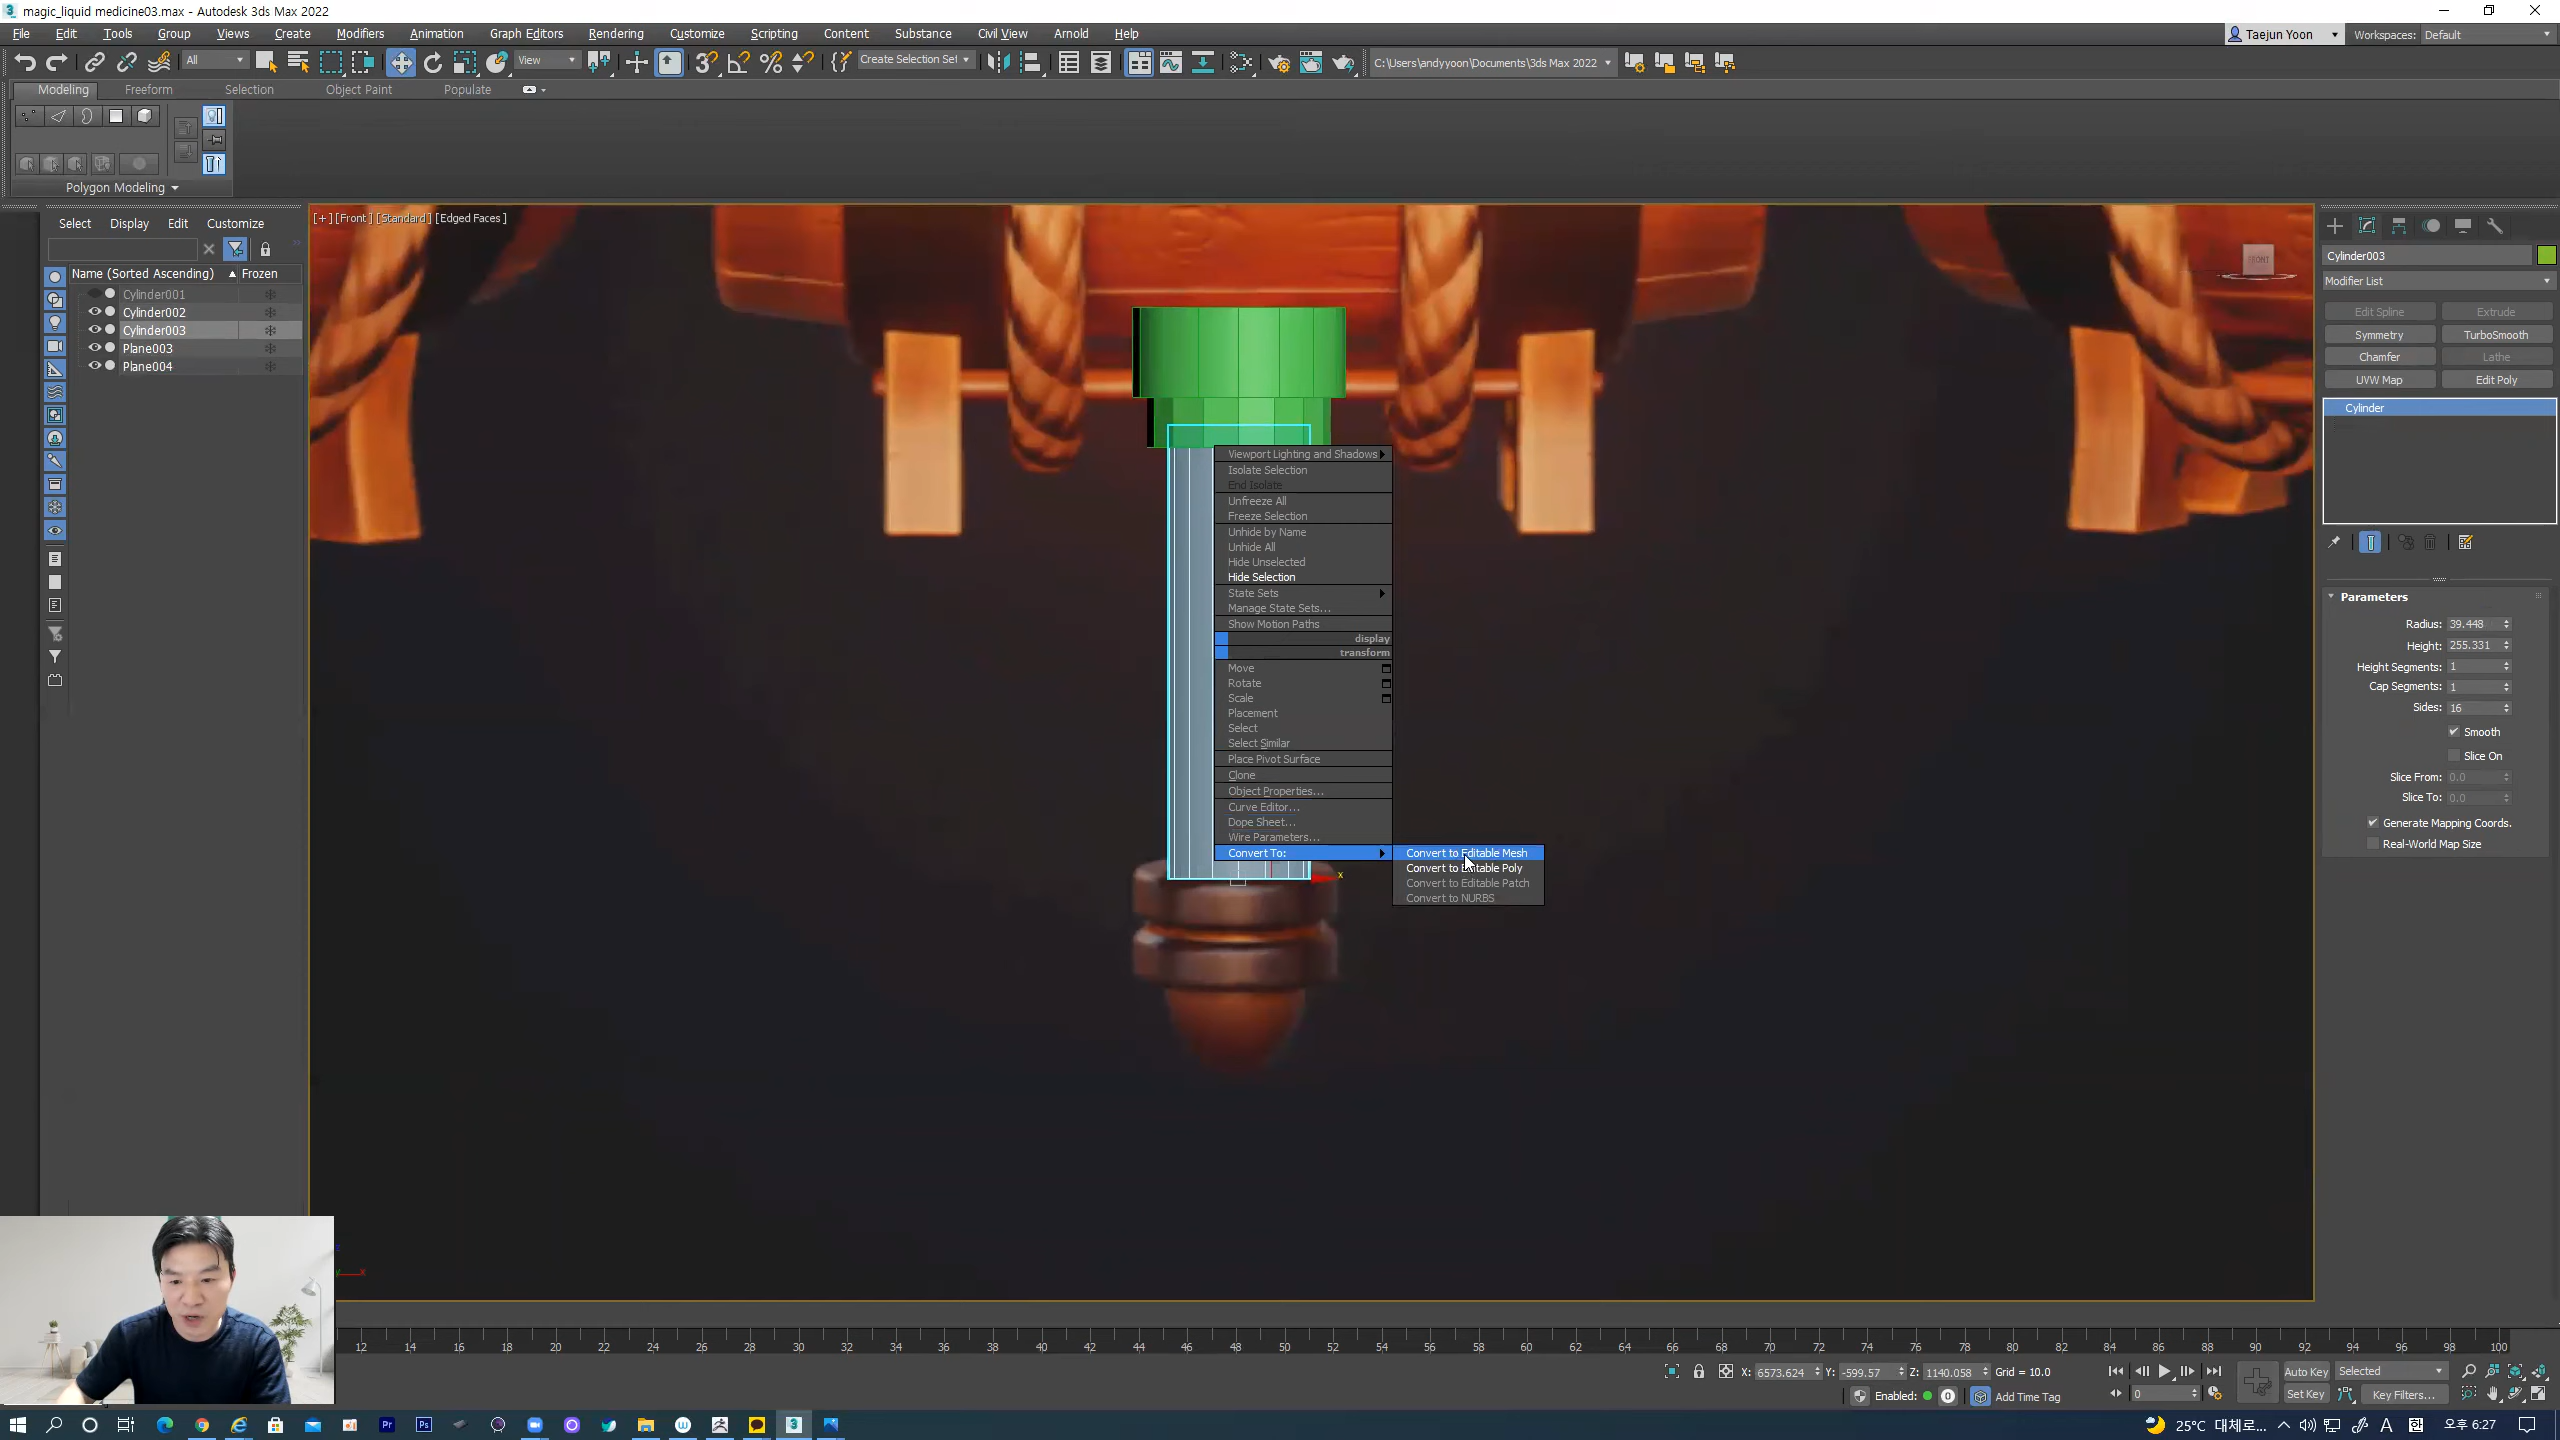 magic_liquid medicine03.max - Autodesk 3ds Max 2022
File Edit Tools Group Views Create Modifiers Animation Graph Editors Rendering Customize Scripting Content Substance Civil View Arnold Help
Taejun Yoon Workspaces: Default
All View Create Selection Set C:\Users\andyyoon\Documents\3ds Max 2022
Modeling Freeform Selection Object Paint Populate
Polygon Modeling
Select Display Edit Customize
Name (Sorted Ascending) Frozen
Cylinder001
Cylinder002
Cylinder003
Plane003
Plane004
[+] [Front] [Standard] [Edged Faces]
FRONT
Viewport Lighting and Shadows
Isolate Selection
End Isolate
Unfreeze All
Freeze Selection
Unhide by Name
Unhide All
Hide Unselected
Hide Selection
State Sets
Manage State Sets...
Show Motion Paths
display
transform
Move
Rotate
Scale
Placement
Select
Select Similar
Place Pivot Surface
Clone
Object Properties...
Curve Editor...
Dope Sheet...
Wire Parameters...
Convert To:
Convert to Editable Mesh
Convert to Editable Poly
Convert to Editable Patch
Convert to NURBS
x
Cylinder003
Modifier List
Edit Spline Extrude
Symmetry TurboSmooth
Chamfer Lathe
UVW Map Edit Poly
Cylinder
Parameters
Radius: 39.448
Height: 255.331
Height Segments: 1
Cap Segments: 1
Sides: 16
Smooth
Slice On
Slice From: 0.0
Slice To: 0.0
Generate Mapping Coords.
Real-World Map Size
12 14 16 18 20 22 24 26 28 30 32 34 36 38 40 42 44 46 48 50 52 54 56 58 60 62 64 66 68 70 72 74 76 78 80 82 84 86 88 90 92 94 96 98 100
X: 6573.624 Y: -599.57 Z: 1140.058 Grid = 10.0
Auto Key Selected
Enabled: 0 Add Time Tag
0 Set Key Key Filters...
25°C 대체로... A 한 오후 6:27